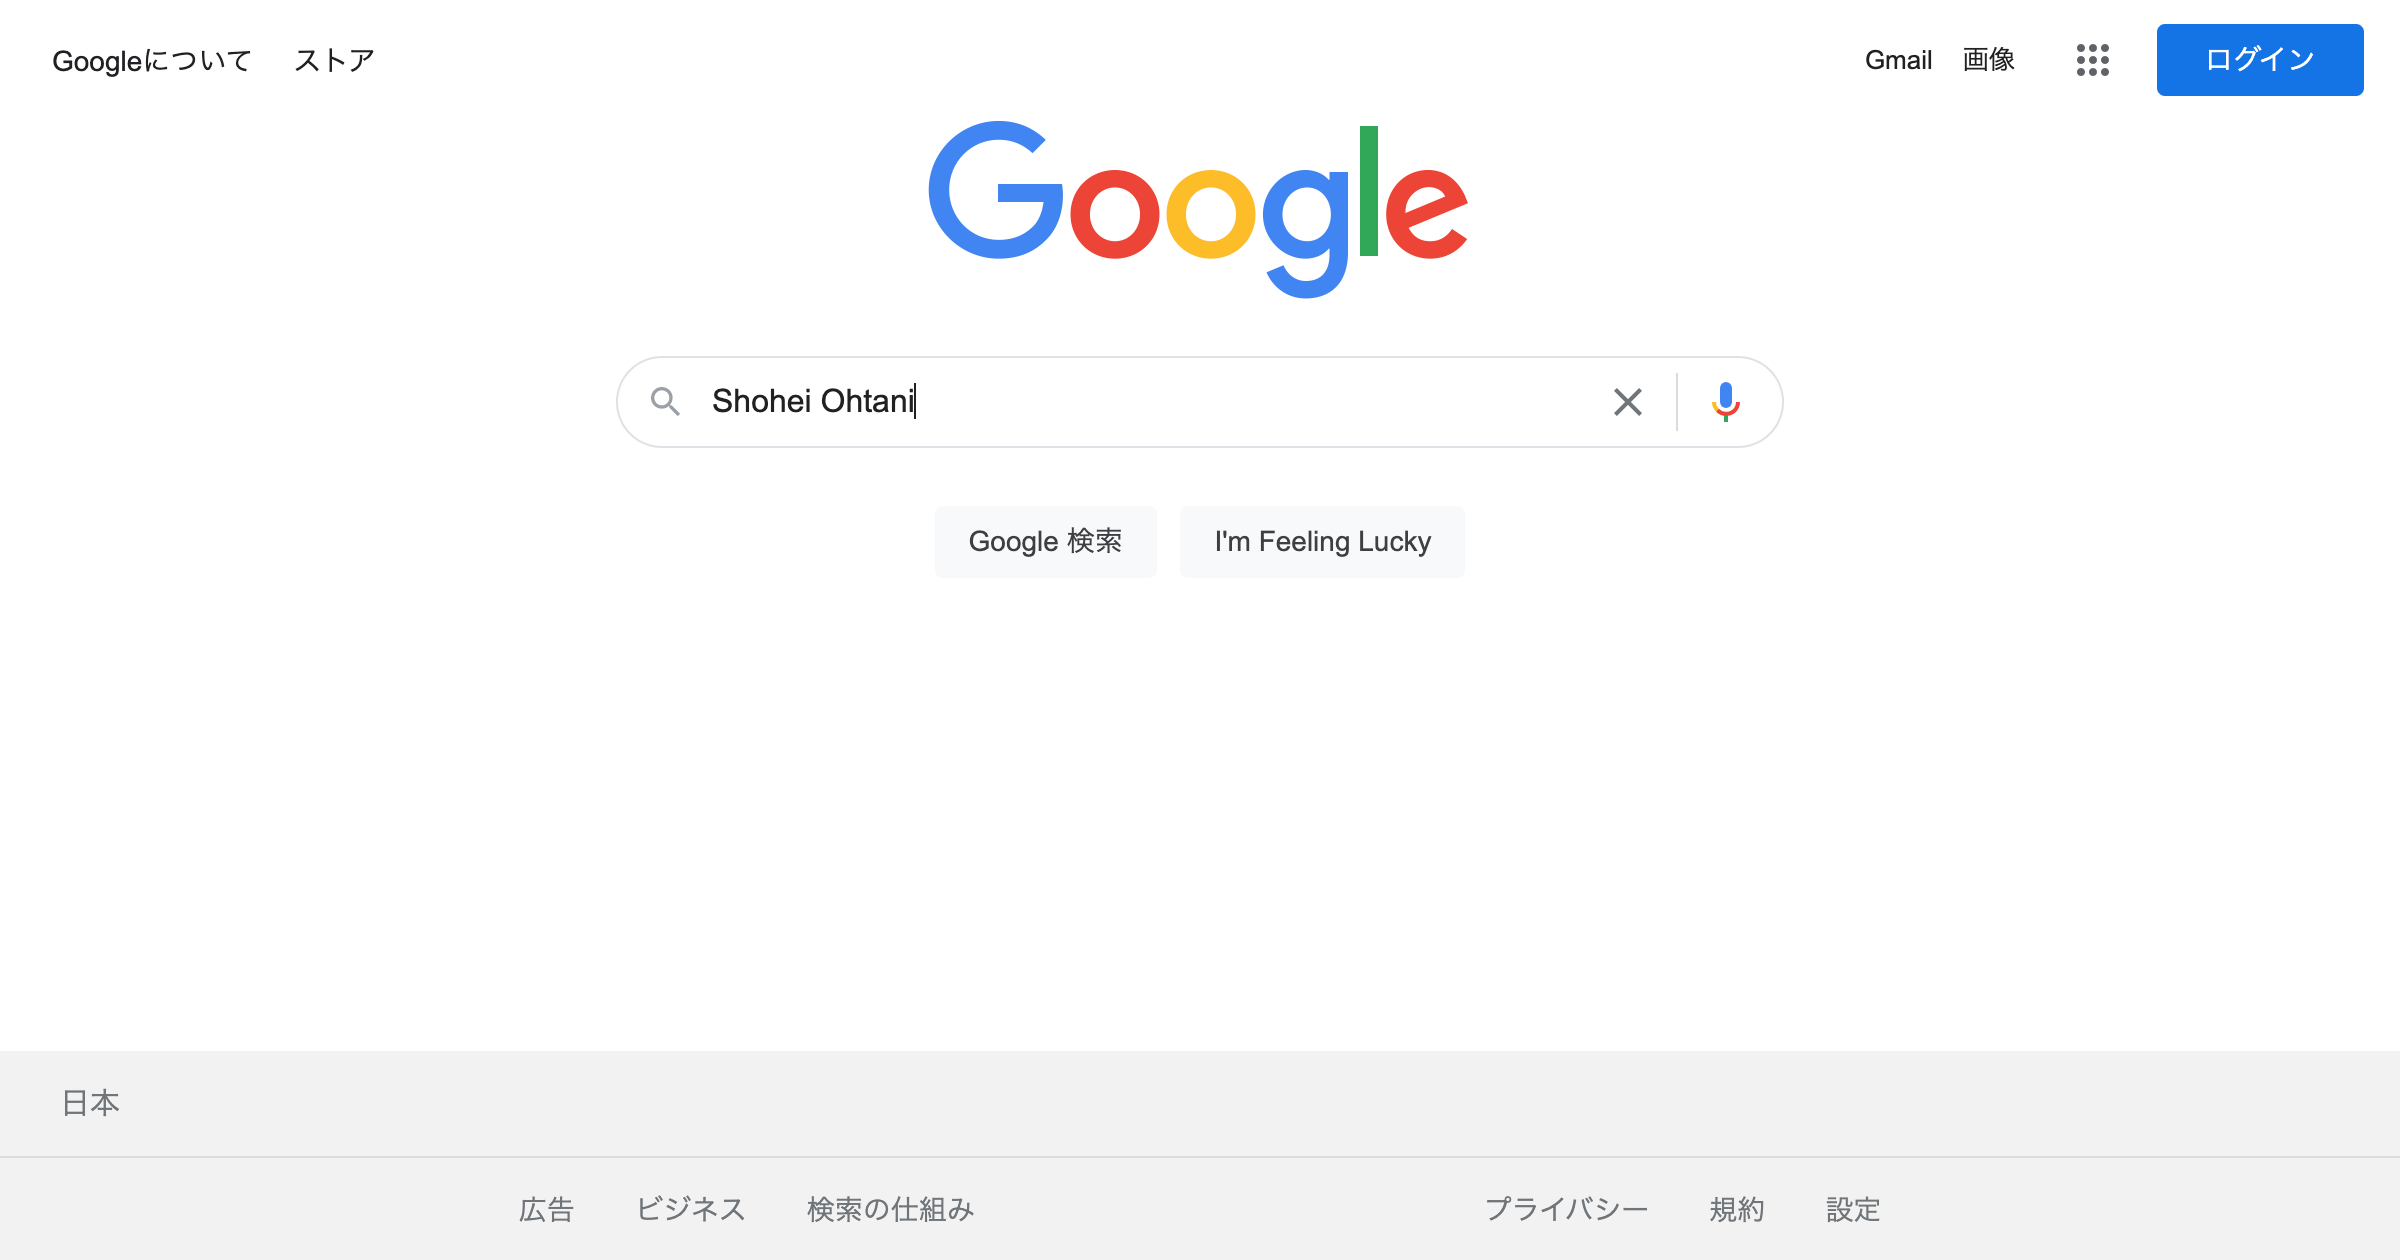 Googleについて ストア Gmail 画像 ログイン
Google
Shohei Ohtani
Google 検索 I'm Feeling Lucky
日本
広告 ビジネス 検索の仕組み プライバシー 規約 設定